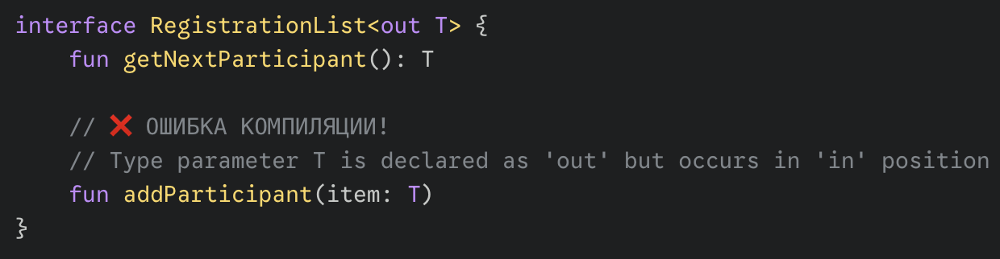 interface RegistrationList<out T> {
    fun getNextParticipant(): T

    // ❌ ОШИБКА КОМПИЛЯЦИИ!
    // Type parameter T is declared as 'out' but occurs in 'in' position
    fun addParticipant(item: T)
}